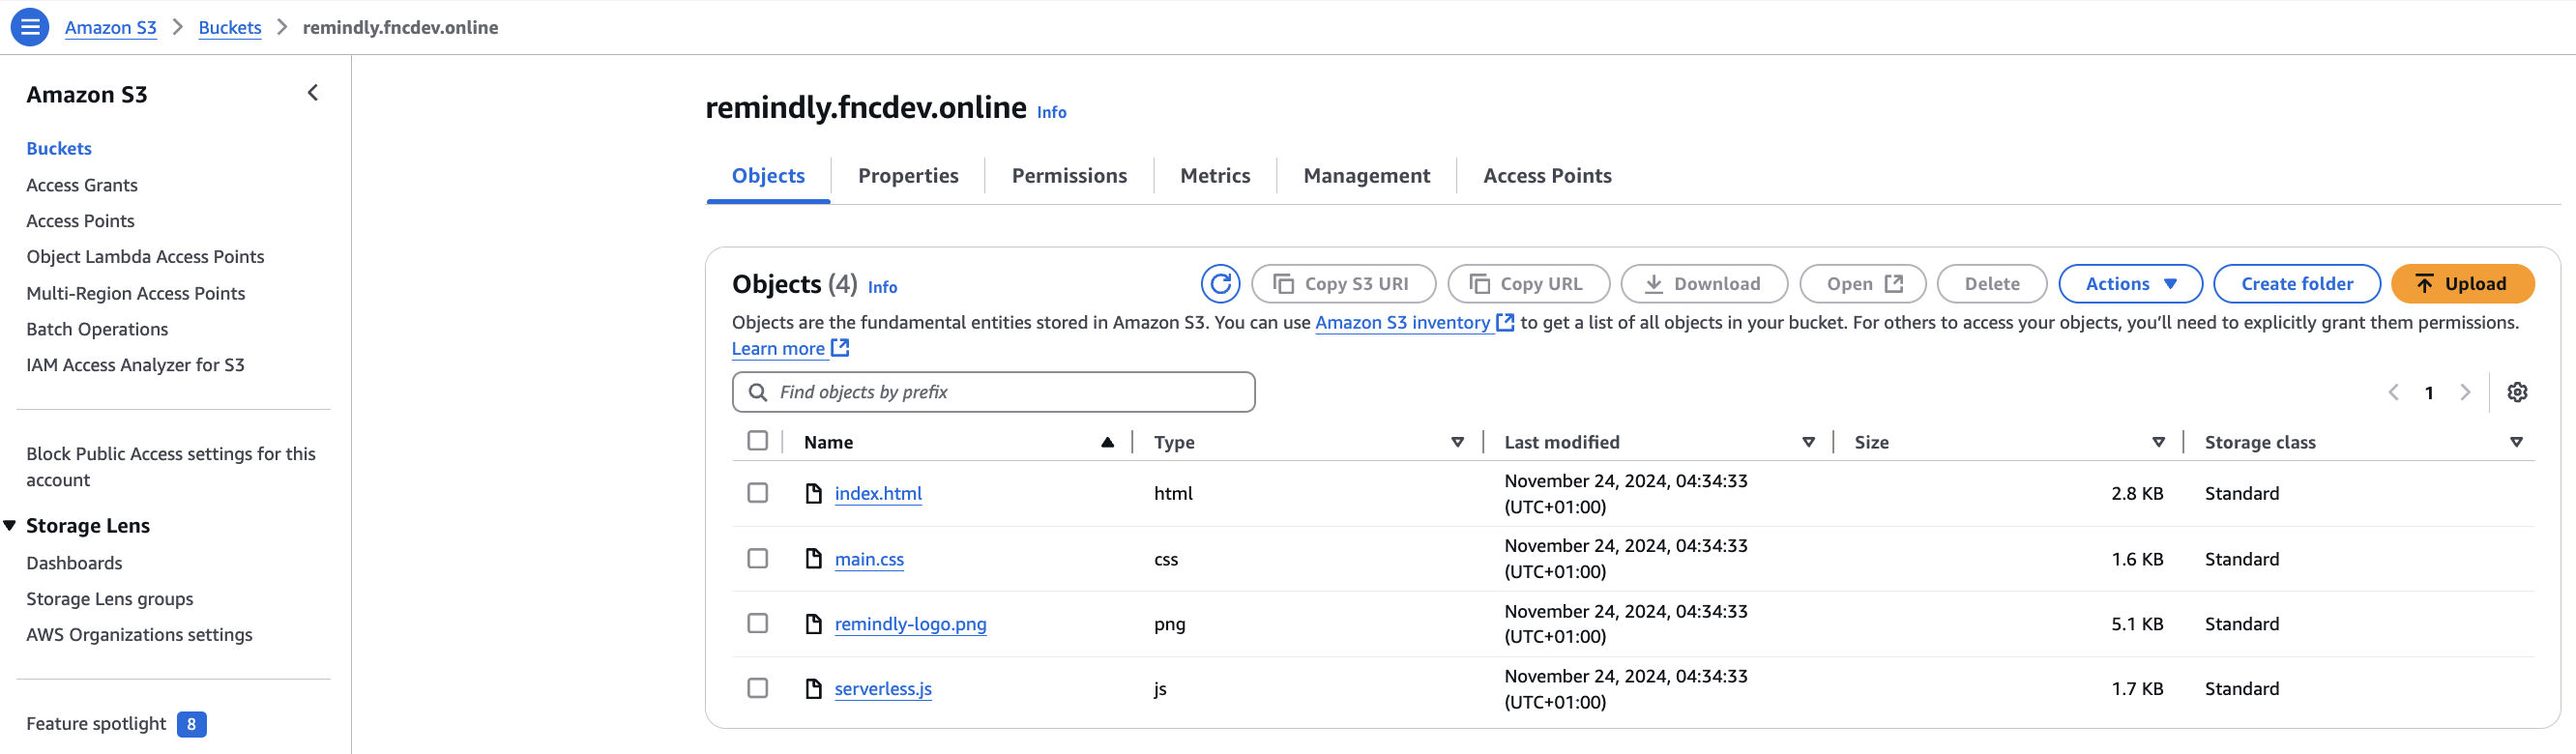 Amazon S3 > Buckets > remindly.fncdev.online
Amazon S3
Buckets
Access Grants
Access Points
Object Lambda Access Points
Multi-Region Access Points
Batch Operations
IAM Access Analyzer for S3
Block Public Access settings for this
account
Storage Lens
Dashboards
Storage Lens groups
AWS Organizations settings
Feature spotlight 8
remindly.fncdev.online Info
Objects Properties Permissions Metrics Management Access Points
Objects (4) Info Copy S3 URI Copy URL Download Open Delete Actions Create folder Upload
Objects are the fundamental entities stored in Amazon S3. You can use Amazon S3 inventory to get a list of all objects in your bucket. For others to access your objects, you’ll need to explicitly grant them permissions.
Learn more
Find objects by prefix
1
Name Type Last modified Size Storage class
index.html html November 24, 2024, 04:34:33 2.8 KB Standard
(UTC+01:00)
main.css css November 24, 2024, 04:34:33 1.6 KB Standard
(UTC+01:00)
remindly-logo.png png November 24, 2024, 04:34:33 5.1 KB Standard
(UTC+01:00)
serverless.js js November 24, 2024, 04:34:33 1.7 KB Standard
(UTC+01:00)